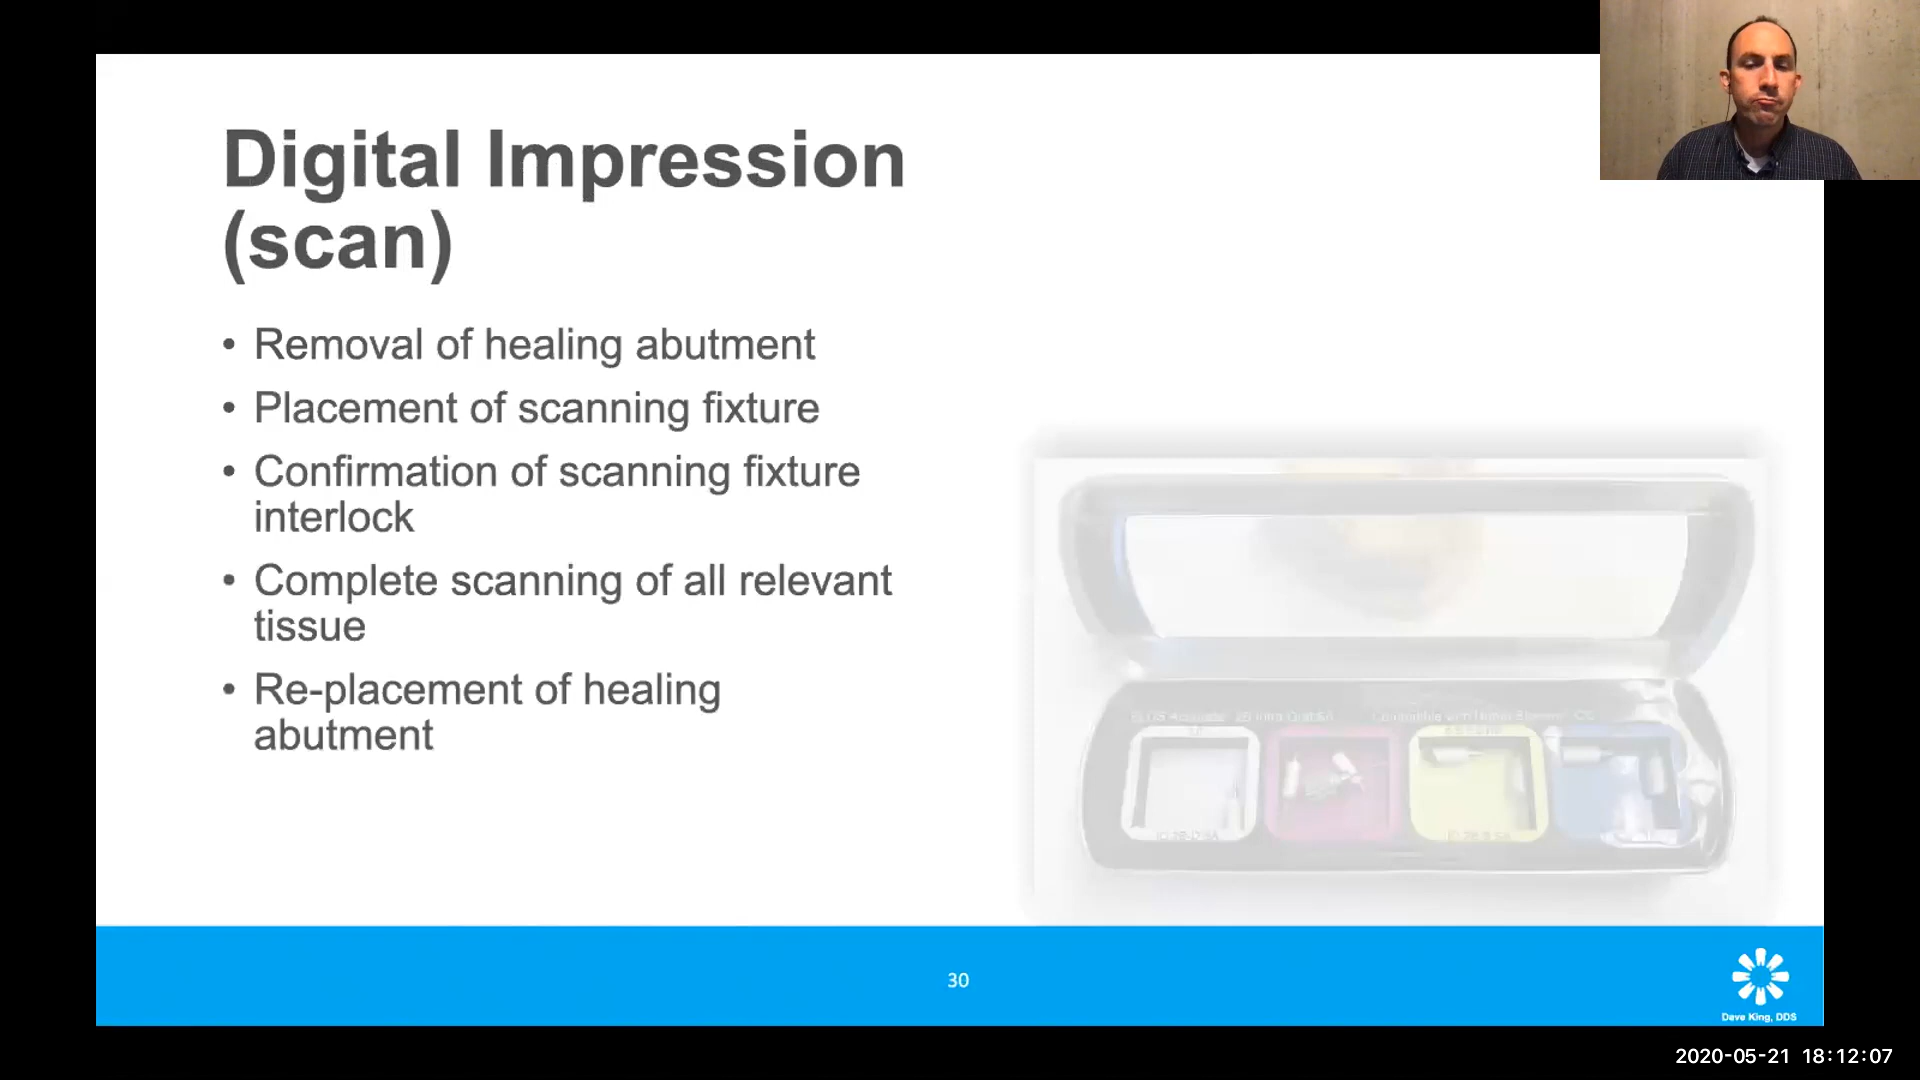 Digital Impression
(scan)
• Removal of healing abutment
• Placement of scanning fixture
• Confirmation of scanning fixture
interlock
• Complete scanning of all relevant
tissue
• Re-placement of healing
abutment
30
Dave King, DDS
2020-05-21 18:12:07